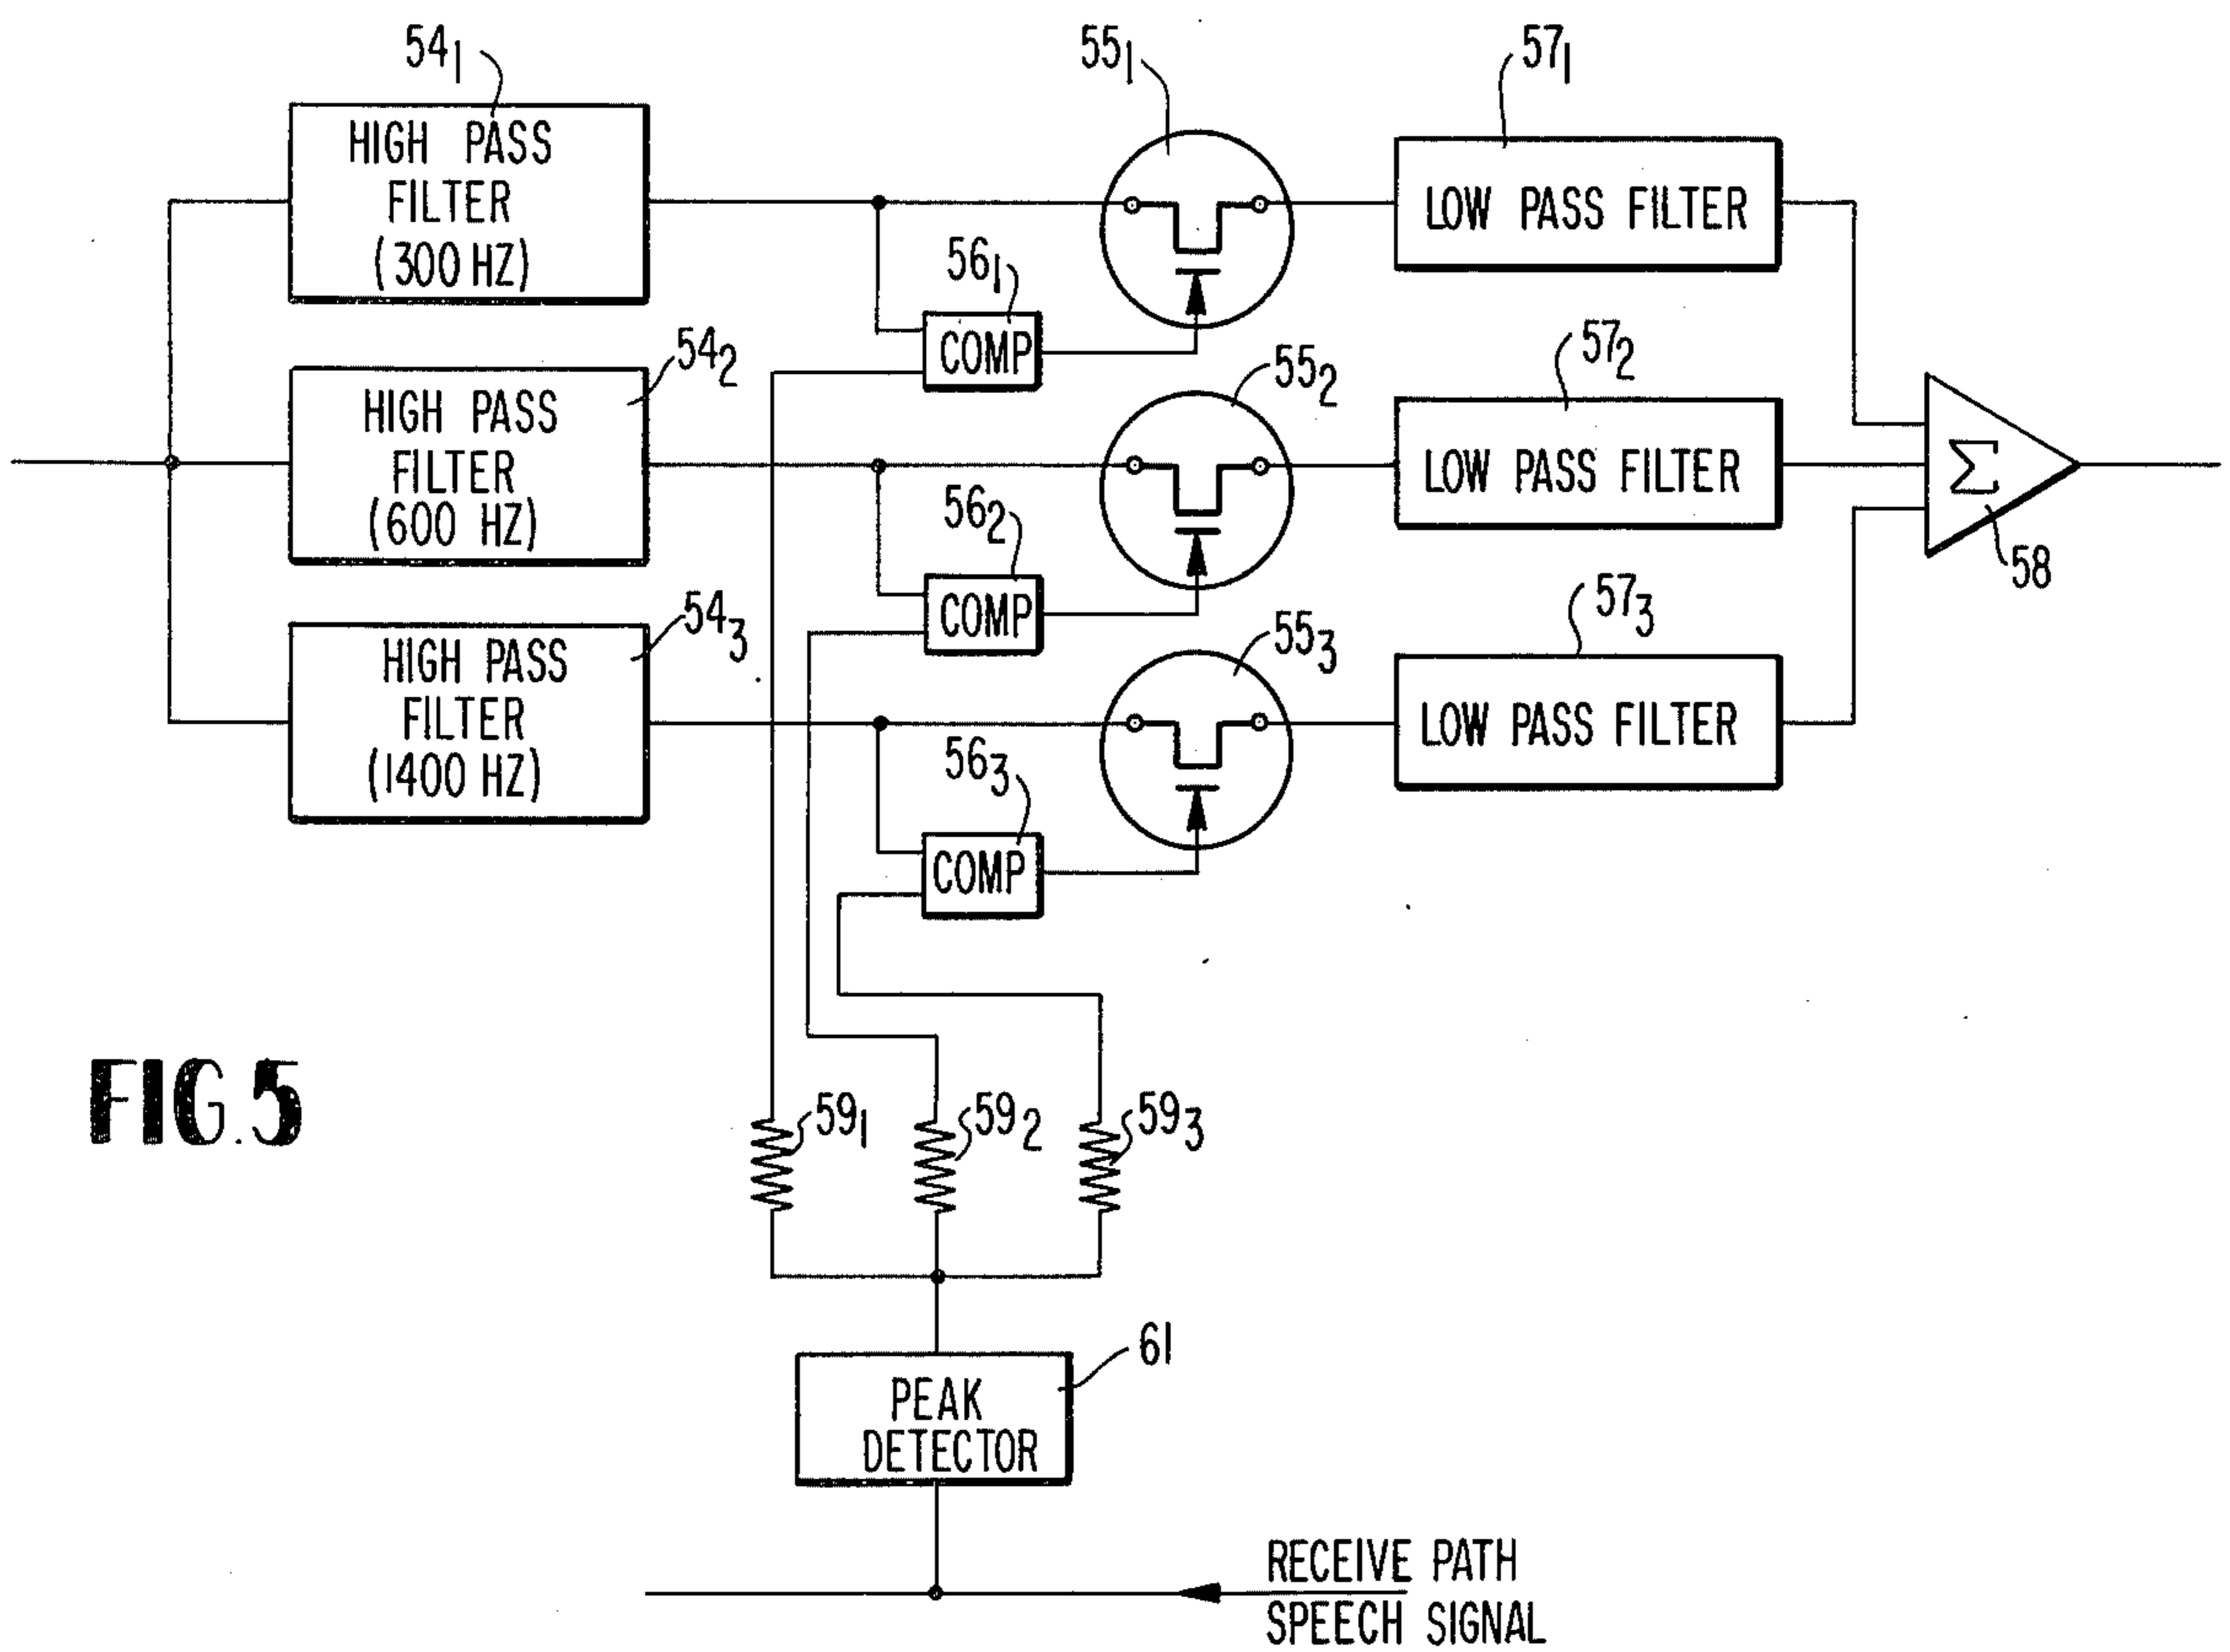 54₁
HIGH PASS
FILTER
(300 HZ)
55₁
57₁
LOW PASS FILTER
56₁
COMP
54₂
HIGH PASS
FILTER
(600 HZ)
55₂
57₂
LOW PASS FILTER
56₂
COMP
Σ
58
54₃
HIGH PASS
FILTER
(1400 HZ)
55₃
57₃
LOW PASS FILTER
56₃
COMP
FIG.5
59₁
59₂
59₃
61
PEAK
DETECTOR
RECEIVE PATH
SPEECH SIGNAL